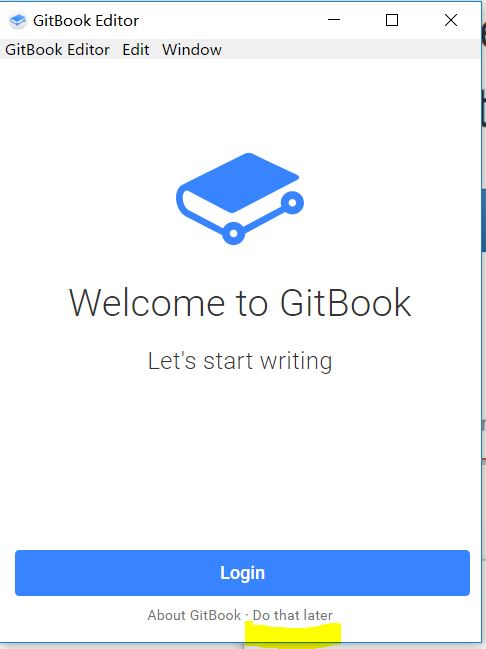 GitBook Editor
GitBook Editor Edit Window
Welcome to GitBook
Let's start writing
Login
About GitBook · Do that later